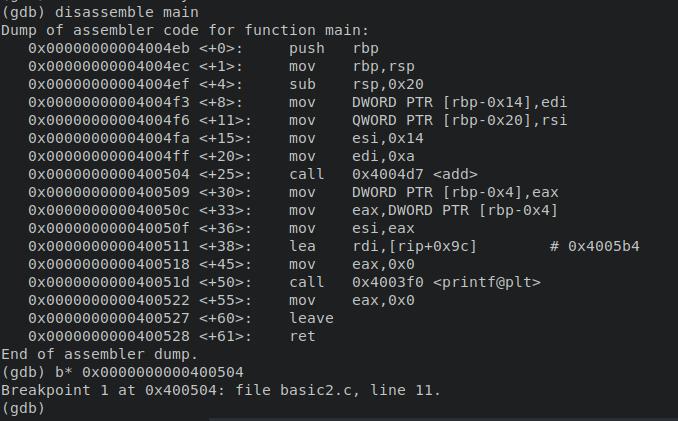 (gdb) disassemble main
Dump of assembler code for function main:
   0x00000000004004eb <+0>:	push   rbp
   0x00000000004004ec <+1>:	mov    rbp,rsp
   0x00000000004004ef <+4>:	sub    rsp,0x20
   0x00000000004004f3 <+8>:	mov    DWORD PTR [rbp-0x14],edi
   0x00000000004004f6 <+11>:	mov    QWORD PTR [rbp-0x20],rsi
   0x00000000004004fa <+15>:	mov    esi,0x14
   0x00000000004004ff <+20>:	mov    edi,0xa
   0x0000000000400504 <+25>:	call   0x4004d7 <add>
   0x0000000000400509 <+30>:	mov    DWORD PTR [rbp-0x4],eax
   0x000000000040050c <+33>:	mov    eax,DWORD PTR [rbp-0x4]
   0x000000000040050f <+36>:	mov    esi,eax
   0x0000000000400511 <+38>:	lea    rdi,[rip+0x9c]        # 0x4005b4
   0x0000000000400518 <+45>:	mov    eax,0x0
   0x000000000040051d <+50>:	call   0x4003f0 <printf@plt>
   0x0000000000400522 <+55>:	mov    eax,0x0
   0x0000000000400527 <+60>:	leave
   0x0000000000400528 <+61>:	ret
End of assembler dump.
(gdb) b* 0x0000000000400504
Breakpoint 1 at 0x400504: file basic2.c, line 11.
(gdb)